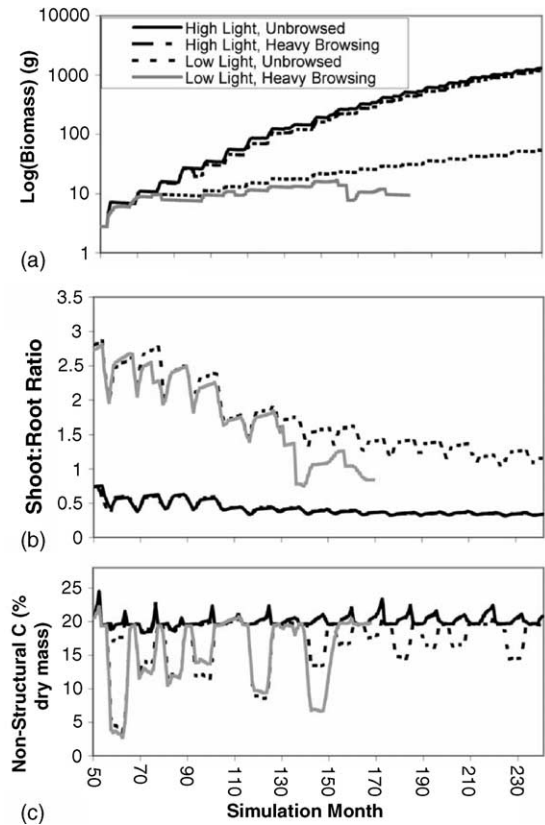 10000
1000
100
10
1
Log(Biomass) (g)
High Light, Unbrowsed
High Light, Heavy Browsing
Low Light, Unbrowsed
Low Light, Heavy Browsing
(a)
3.5
3
2.5
2
1.5
1
0.5
0
Shoot:Root Ratio
(b)
25
20
15
10
5
0
Non-Structural C (%
dry mass)
50
70
90
110
130
150
170
190
210
230
Simulation Month
(c)